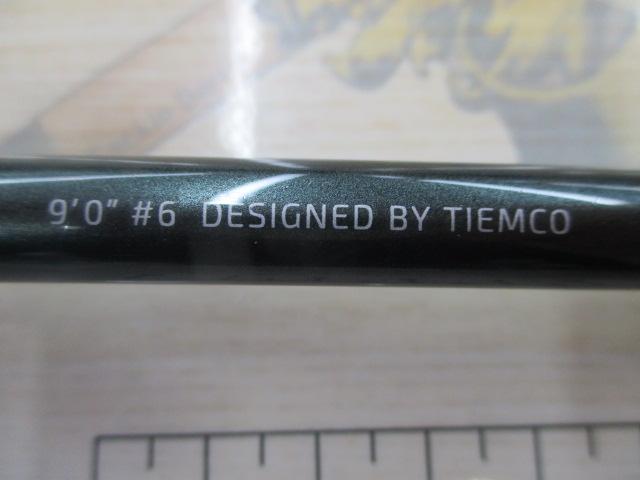 9'0" #6 DESIGNED BY TIEMCO